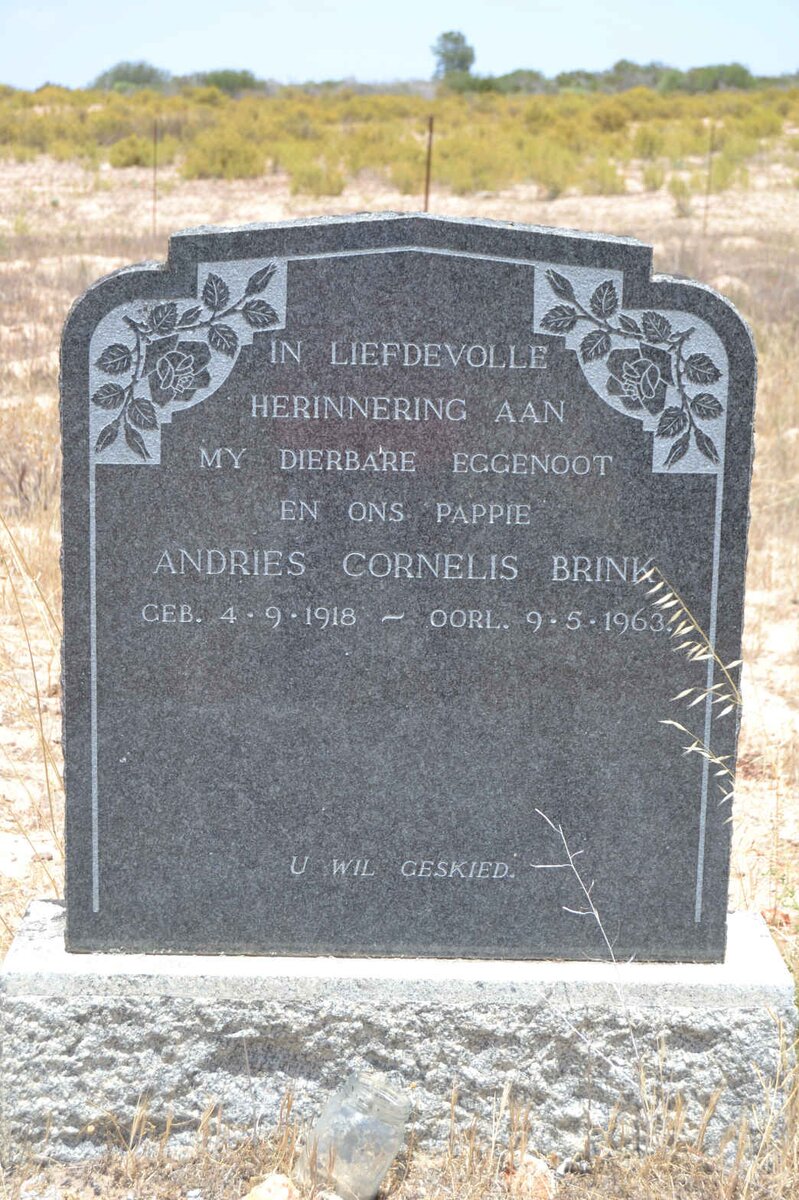 IN LIEFDEVOLLE
HERINNERING AAN
MY DIERBARE EGGENOOT
EN ONS PAPPIE
ANDRIES CORNELIS BRINK
GEB. 4·9·1918 ~ OORL. 9·5·1963.
U WIL GESKIED.